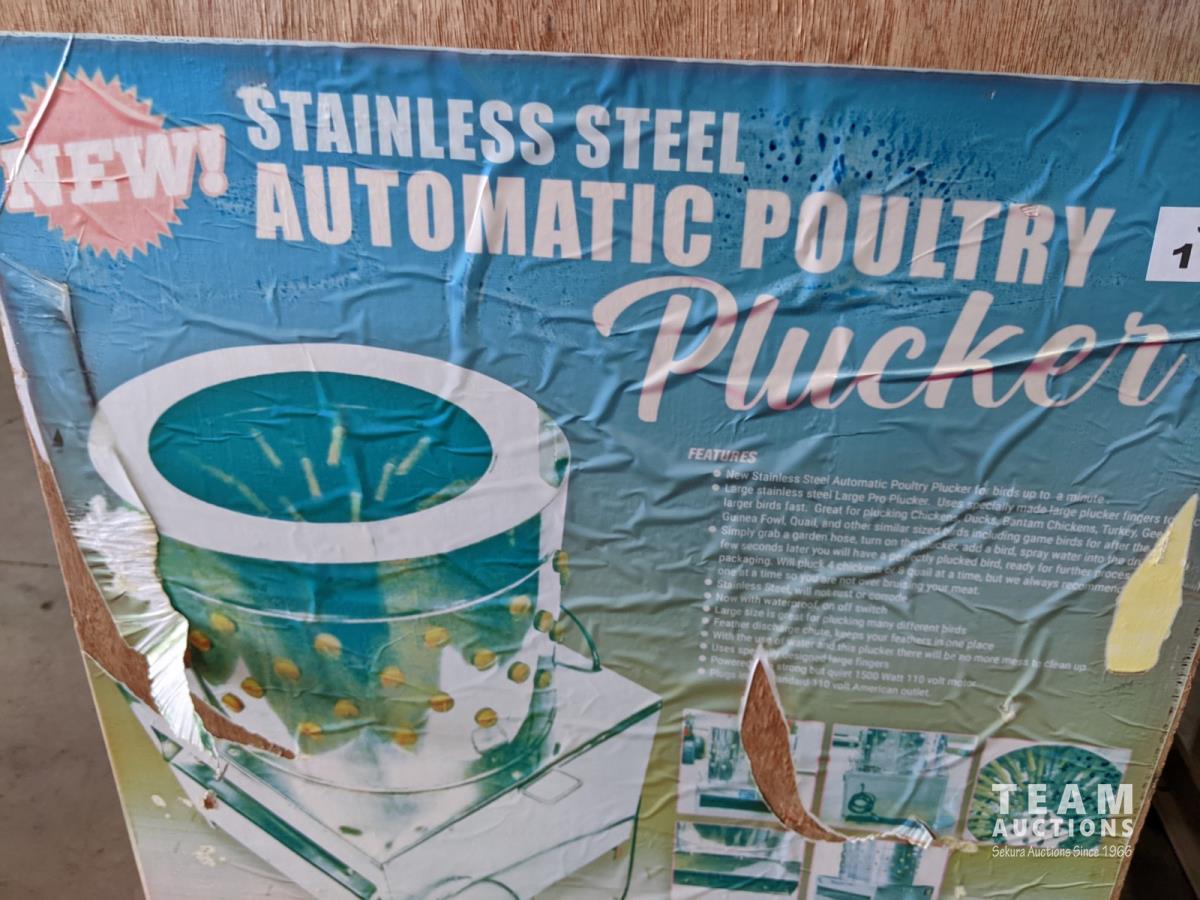 NEW!
STAINLESS STEEL
AUTOMATIC POULTRY
Plucker
1
FEATURES
New Stainless Steel Automatic Poultry Plucker for birds up to a minute.
Large stainless steel Large Pro Plucker. Uses specially made large plucker fingers to
larger birds fast. Great for plucking Chickens, Ducks, Bantam Chickens, Turkey, Geese
Guinea Fowl, Quail, and other similar sized birds including game birds for after the
Simply grab a garden hose, turn on the plucker, add a bird, spray water into the
few seconds later you will have a perfectly plucked bird, ready for further
packaging. Will pluck 4 chickens or quail at a time, but we always recommend
one at a time so you are not over bruising your meat.
Stainless Steel, will not rest or corrode
Now with waterproof, on off switch
Large size is great for plucking many different birds
Feather discharge chute, keeps your feathers in one place
With the use of water and this plucker there will be no more mess to clean up
Uses specially designed large fingers
Powered strong but quiet 1500 Watt 110 volt motor
Plugs standard 110 volt American outlet.
TEAM
AUCTIONS
Sekura Auctions Since 1966